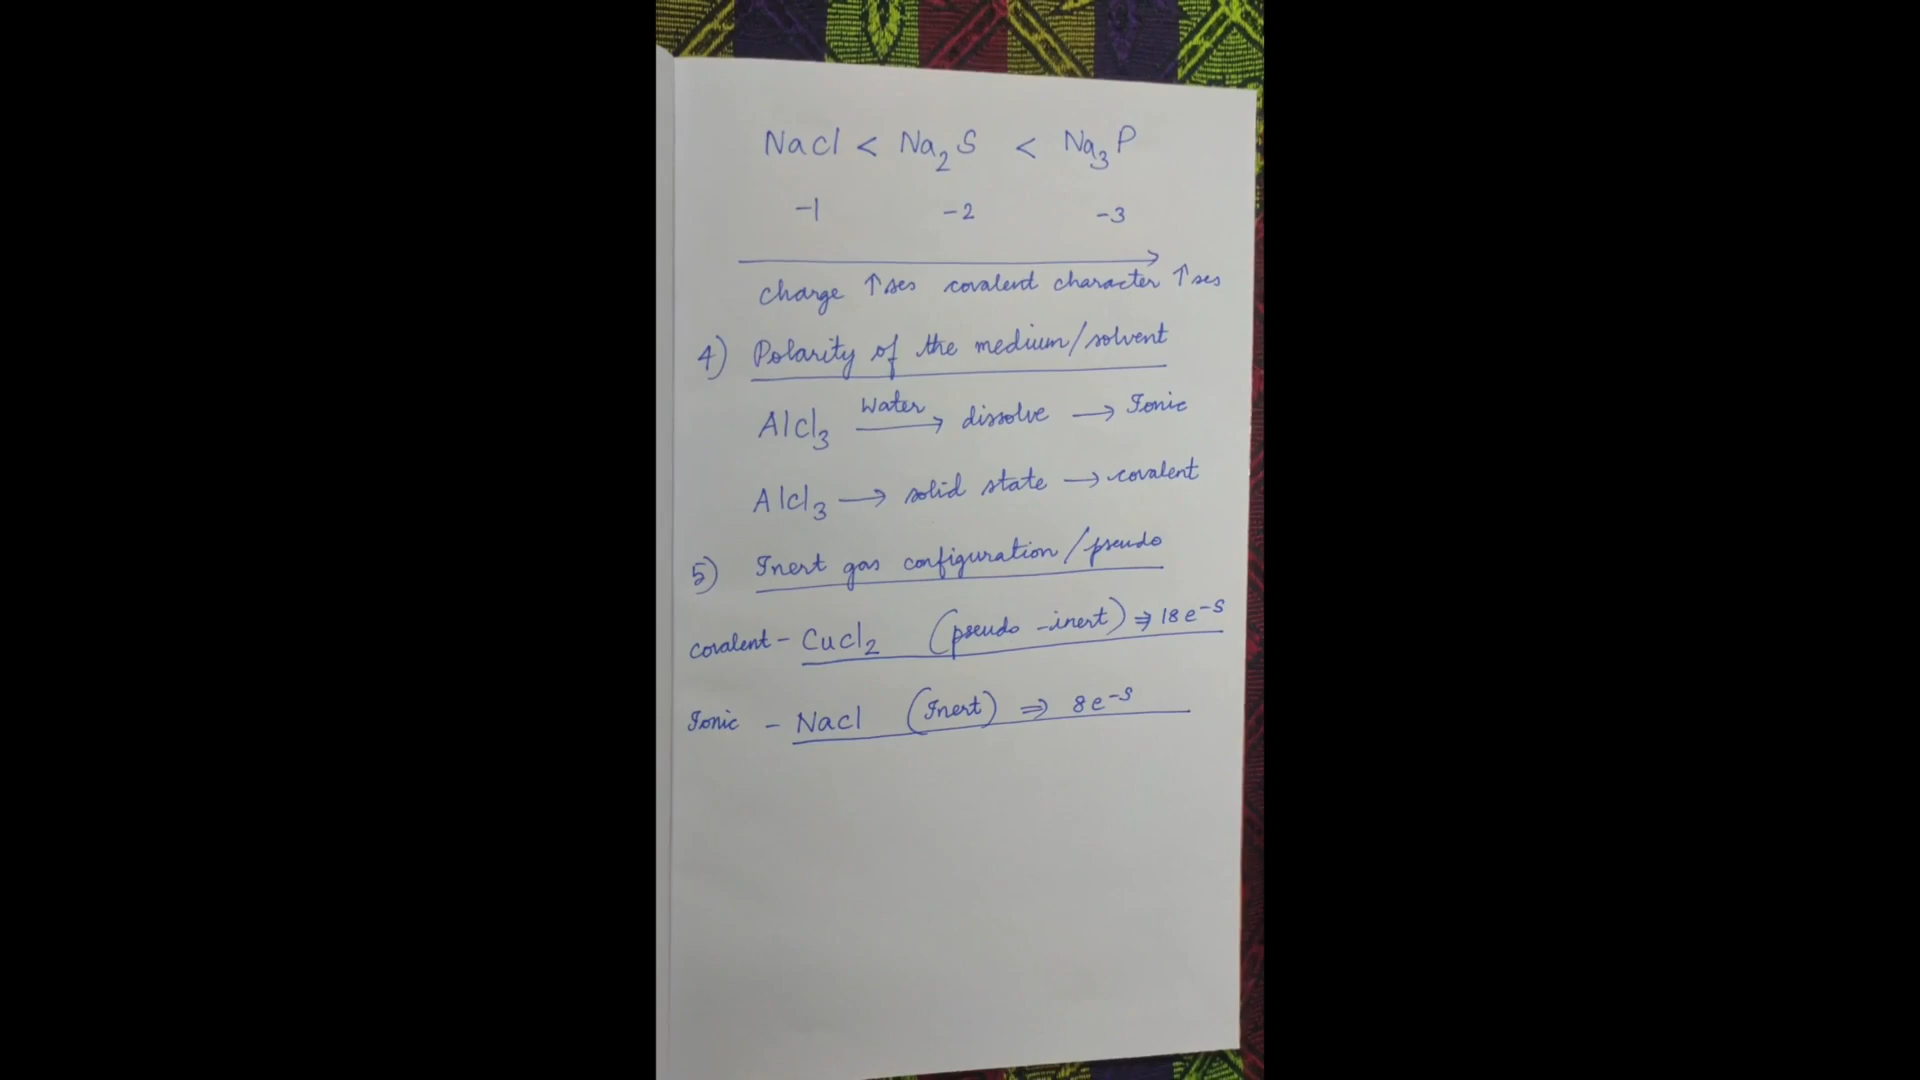 NaCl < Na₂S < Na₃P
-1 -2 -3
charge ↑ses covalent character ↑ses
4) Polarity of the medium/solvent
AlCl₃ Water→ dissolve → Ionic
AlCl₃ → solid state → covalent
5) Inert gas configuration/pseudo
covalent - CuCl₂ (pseudo-inert) ⇒ 18e⁻s
Ionic - NaCl (Inert) ⇒ 8e⁻s